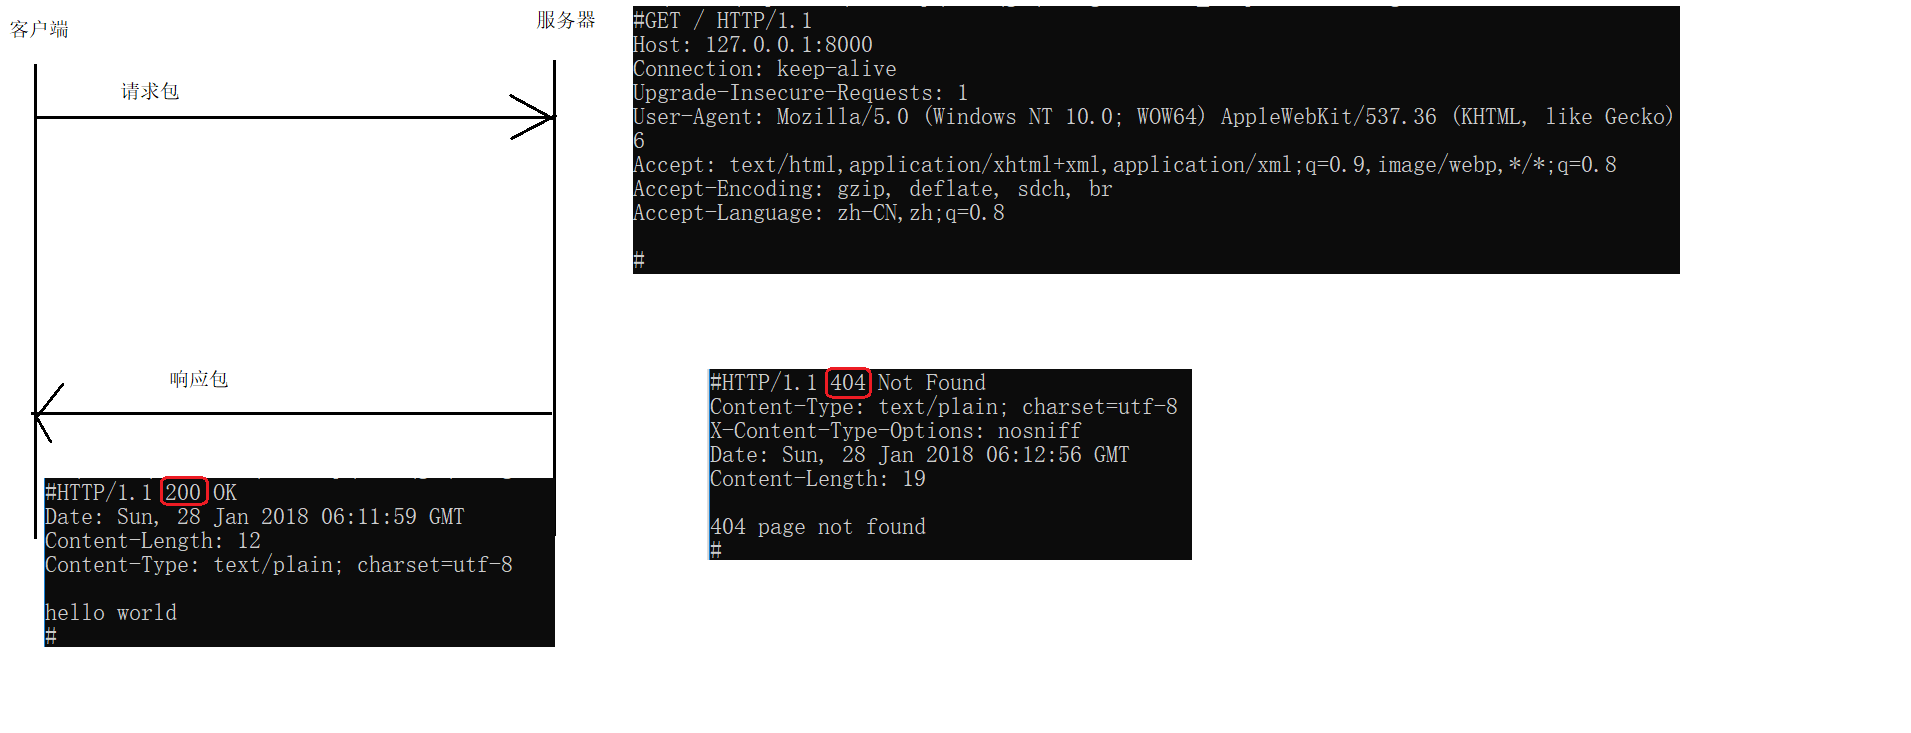 客户端
服务器
请求包
响应包
#GET / HTTP/1.1
Host: 127.0.0.1:8000
Connection: keep-alive
Upgrade-Insecure-Requests: 1
User-Agent: Mozilla/5.0 (Windows NT 10.0; WOW64) AppleWebKit/537.36 (KHTML, like Gecko)
6
Accept: text/html,application/xhtml+xml,application/xml;q=0.9,image/webp,*/*;q=0.8
Accept-Encoding: gzip, deflate, sdch, br
Accept-Language: zh-CN,zh;q=0.8
#
#HTTP/1.1 200 OK
Date: Sun, 28 Jan 2018 06:11:59 GMT
Content-Length: 12
Content-Type: text/plain; charset=utf-8
hello world
#
#HTTP/1.1 404 Not Found
Content-Type: text/plain; charset=utf-8
X-Content-Type-Options: nosniff
Date: Sun, 28 Jan 2018 06:12:56 GMT
Content-Length: 19
404 page not found
#